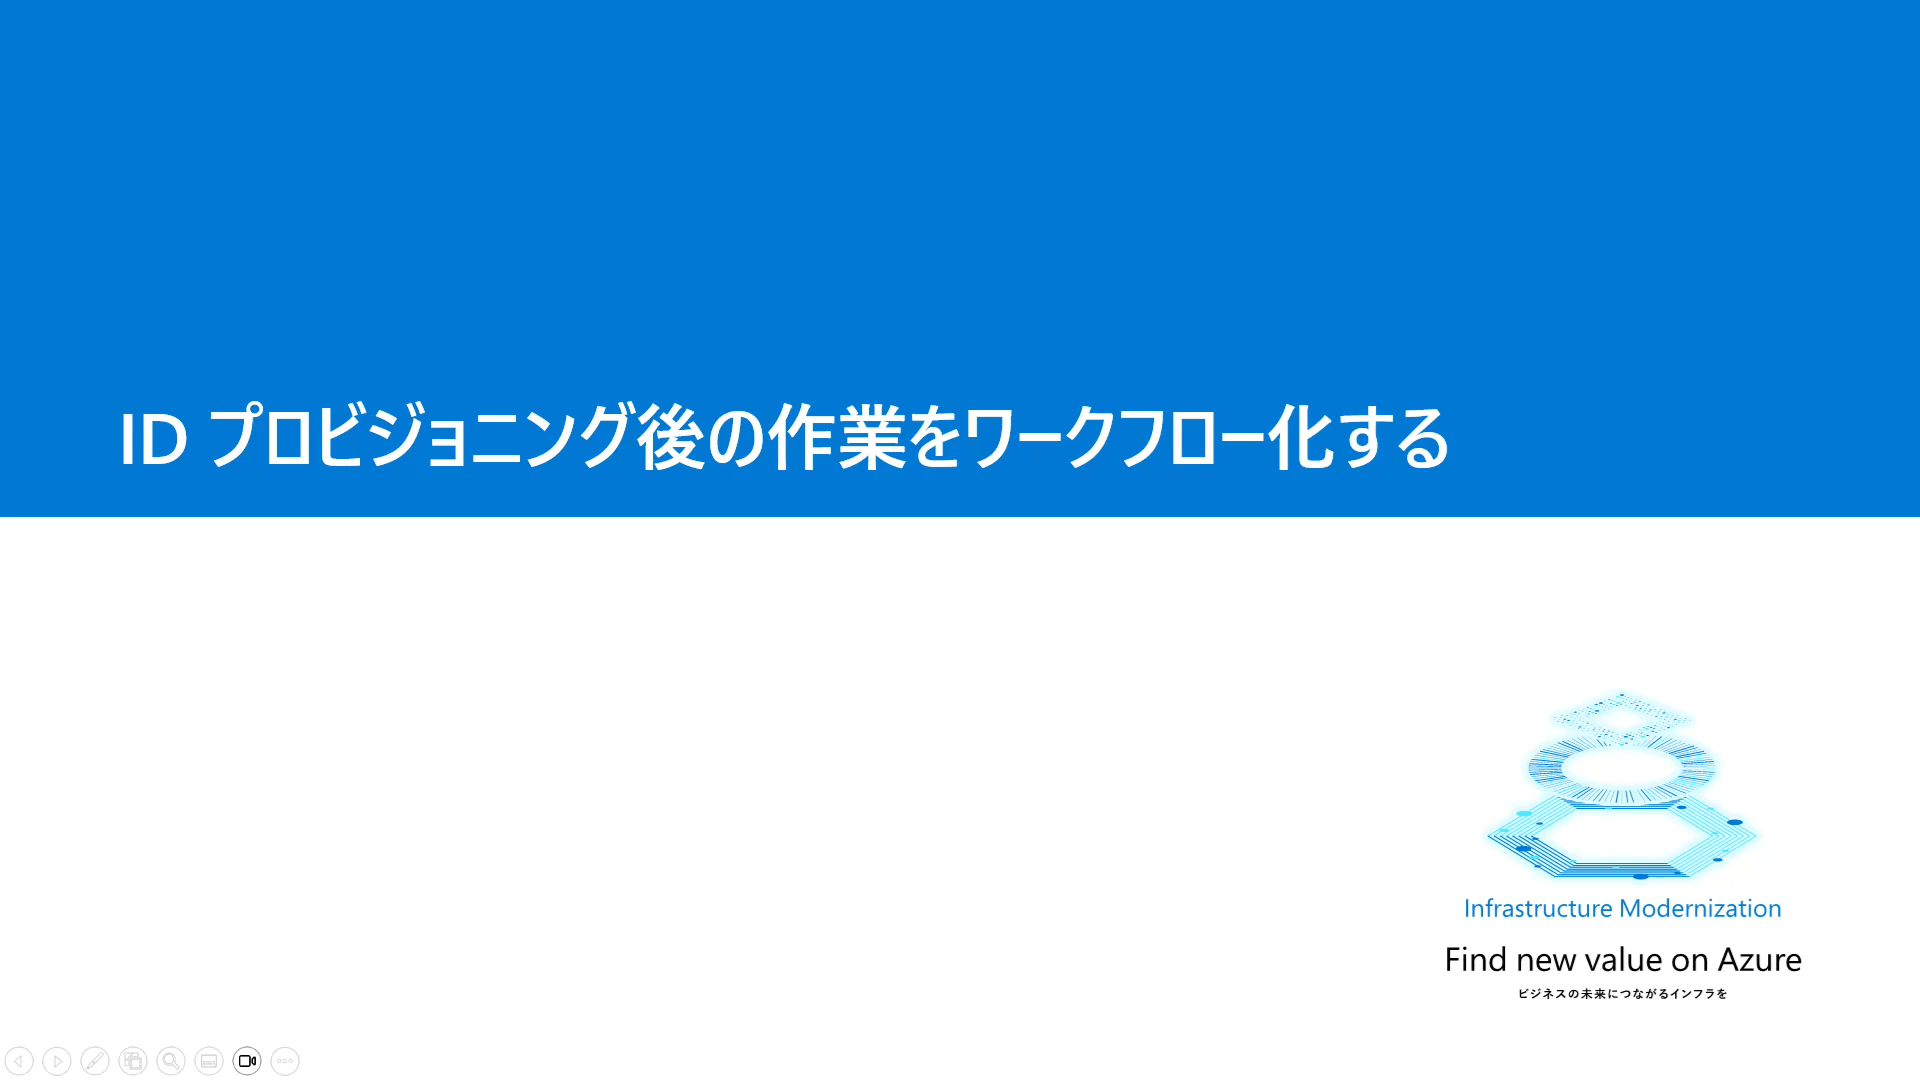 ID プロビジョニング後の作業をワークフロー化する
Infrastructure Modernization
Find new value on Azure
ビジネスの未来につながるインフラを